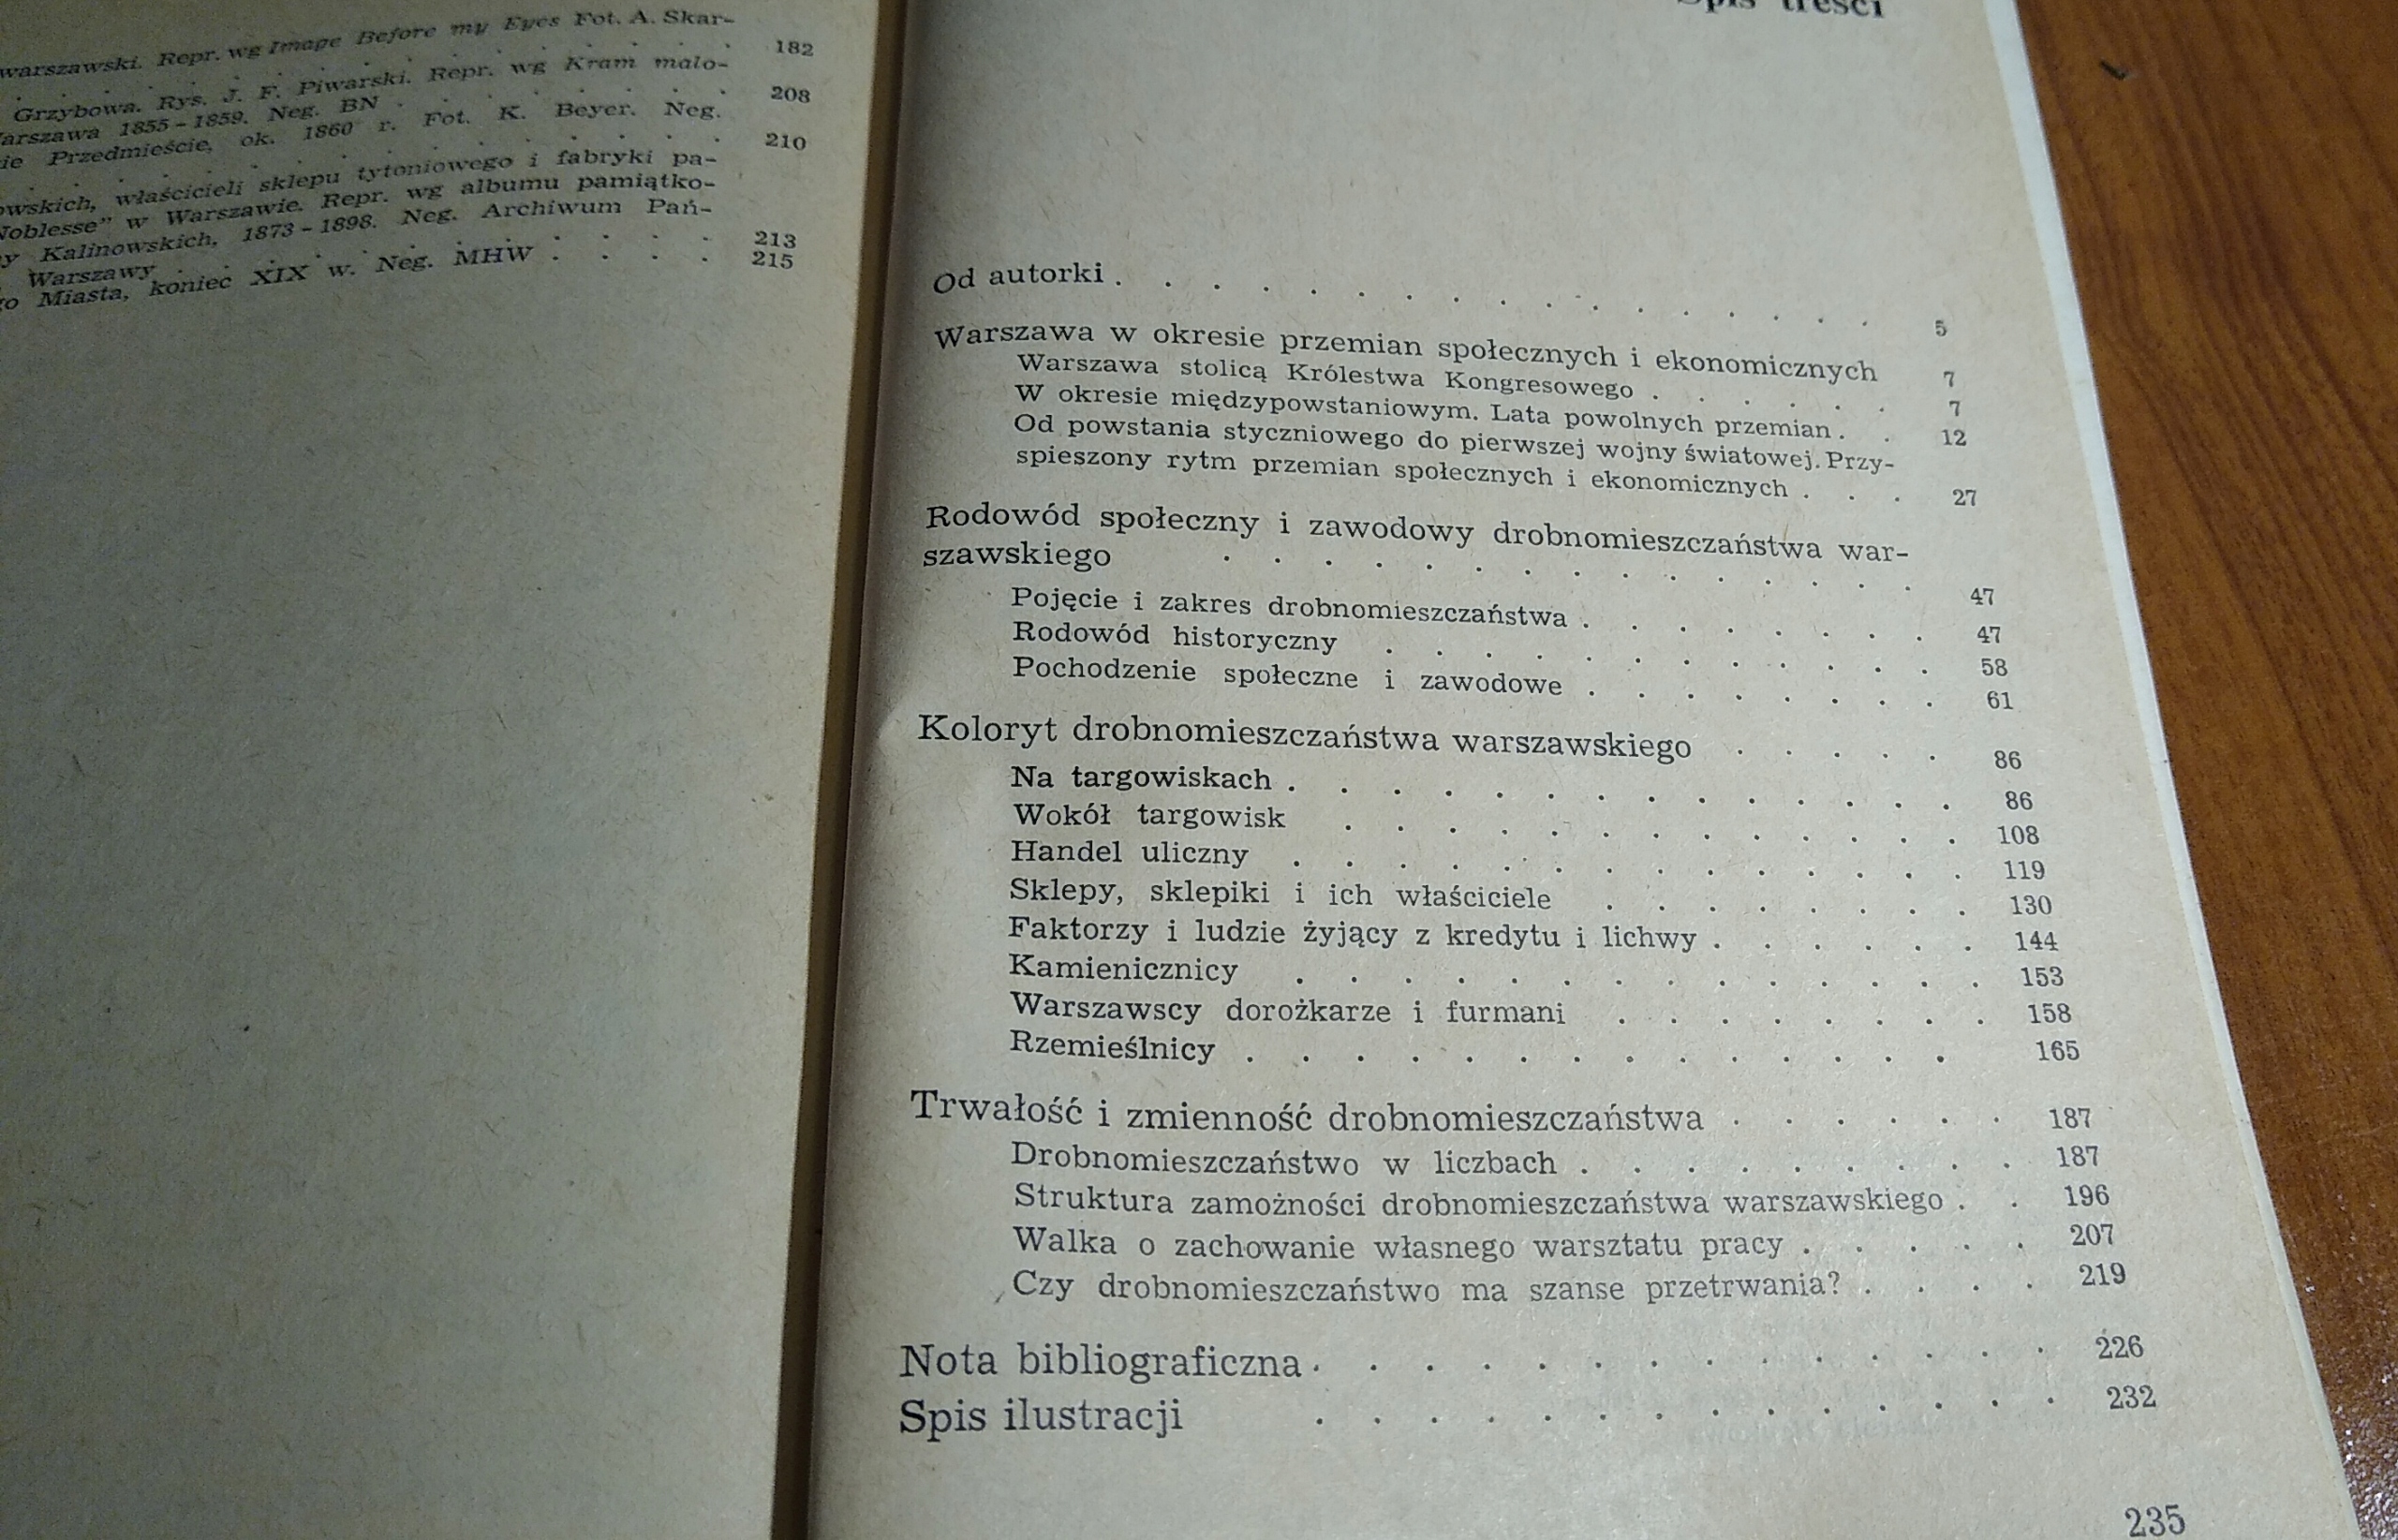 warszawski. Repr. wg Image Before my Eyes Fot. A. Skar-
. . . . . . 182
Grzybowa. Rys. J. F. Piwarski. Repr. wg Kram malo-
Warszawa 1855-1859. Neg. BN . . . . . . . 208
Przedmieście, ok. 1860 r. Fot. K. Beyer. Neg.
. . . . . . 210
właścicieli sklepu tytoniowego i fabryki pa-
Noblesse" w Warszawie. Repr. wg albumu pamiątko-
Kalinowskich, 1873-1898. Neg. Archiwum Pań-
Warszawy . . . . . . . . . 213
Miasta, koniec XIX w. Neg. MHW . . . . 215
Spis treści
Od autorki . . . . . . . . . . . . . . . . 5
Warszawa w okresie przemian społecznych i ekonomicznych 7
Warszawa stolicą Królestwa Kongresowego . . . . . . 7
W okresie międzypowstaniowym. Lata powolnych przemian . . 12
Od powstania styczniowego do pierwszej wojny światowej. Przy-
spieszony rytm przemian społecznych i ekonomicznych . . . 27
Rodowód społeczny i zawodowy drobnomieszczaństwa war-
szawskiego . . . . . . . . . . . . . . . 47
Pojęcie i zakres drobnomieszczaństwa . . . . . . . . 47
Rodowód historyczny . . . . . . . . . . . . 58
Pochodzenie społeczne i zawodowe . . . . . . . . 61
Koloryt drobnomieszczaństwa warszawskiego . . . . . 86
Na targowiskach . . . . . . . . . . . . . . 86
Wokół targowisk . . . . . . . . . . . . . 108
Handel uliczny . . . . . . . . . . . . . . 119
Sklepy, sklepiki i ich właściciele . . . . . . . . 130
Faktorzy i ludzie żyjący z kredytu i lichwy . . . . . . 144
Kamienicznicy . . . . . . . . . . . . . . 153
Warszawscy dorożkarze i furmani . . . . . . . . 158
Rzemieślnicy . . . . . . . . . . . . . . 165
Trwałość i zmienność drobnomieszczaństwa . . . . . . 187
Drobnomieszczaństwo w liczbach . . . . . . . . . 187
Struktura zamożności drobnomieszczaństwa warszawskiego . . 196
Walka o zachowanie własnego warsztatu pracy . . . . . 207
Czy drobnomieszczaństwo ma szanse przetrwania? . . . . 219
Nota bibliograficzna . . . . . . . . . . . . . . 226
Spis ilustracji . . . . . . . . . . . . . . 232
235